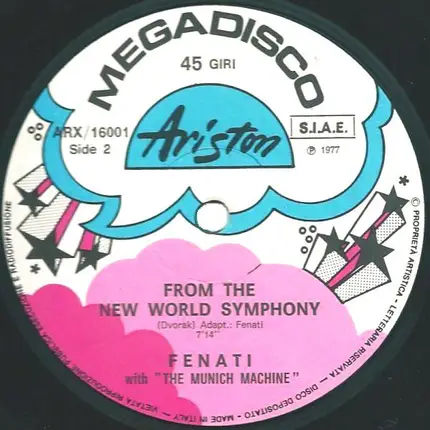 MEGADISCO
45 GIRI
ARX/16001
Side 2
Ariston
S.I.A.E.
℗ 1977
FROM THE
NEW WORLD SYMPHONY
(Dvorak) Adapt.: Fenati
7'14"
FENATI
with "THE MUNICH MACHINE"
© PROPRIETÀ ARTISTICA - LETTERARIA RISERVATA - DISCO DEPOSITATO - MADE IN ITALY - VIETATA RIPRODUZIONE RADIODIFFUSIONE